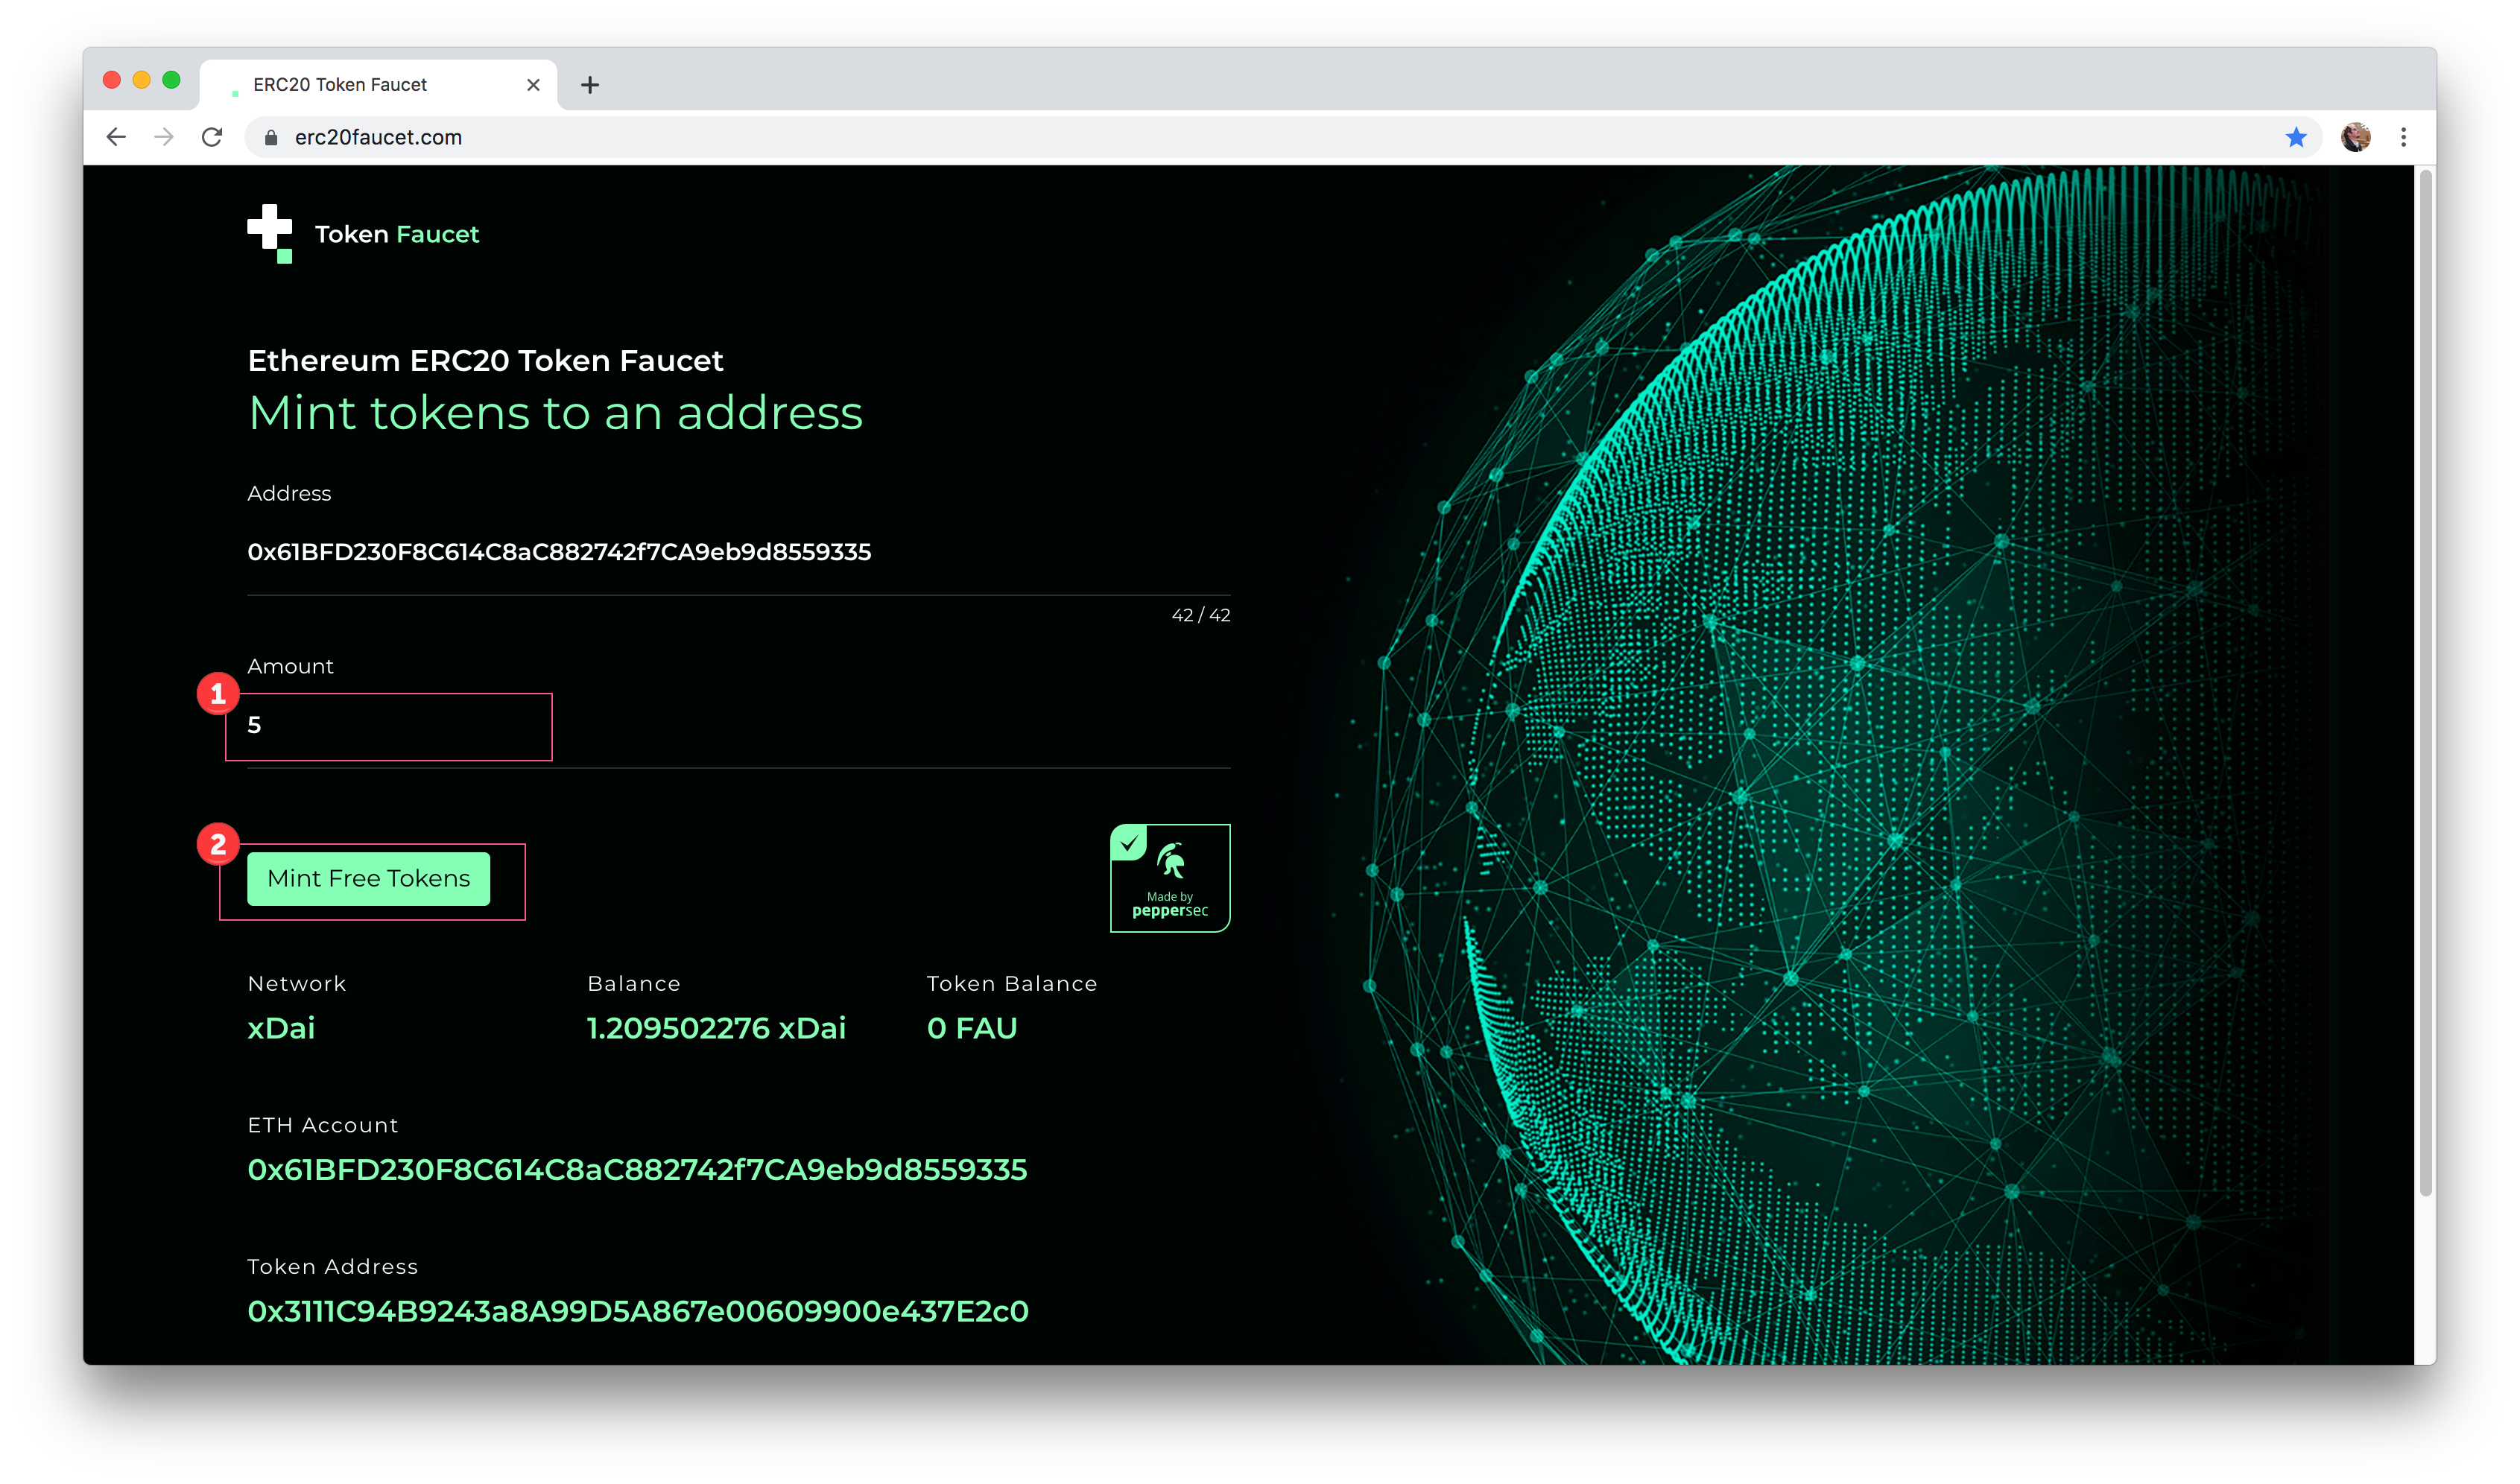 ERC20 Token Faucet
erc20faucet.com
Token Faucet
Ethereum ERC20 Token Faucet
Mint tokens to an address
Address
0x61BFD230F8C614C8aC882742f7CA9eb9d8559335
42 / 42
Amount
1
5
2
Mint Free Tokens
Made by
peppersec
Network
Balance
Token Balance
xDai
1.209502276 xDai
0 FAU
ETH Account
0x61BFD230F8C614C8aC882742f7CA9eb9d8559335
Token Address
0x3111C94B9243a8A99D5A867e00609900e437E2c0